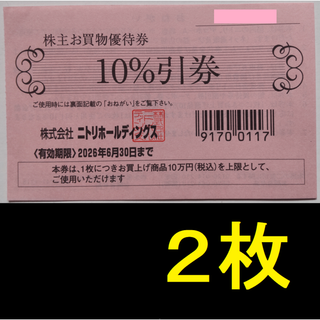 株主お買物優待券
10%引券
ご使用時には裏面記載の「おねがい」をご覧下さい。
株式会社 ニトリホールディングス
9170 0117
〈有効期限〉2026年6月30日まで
本券は、1枚につきお買上げ商品10万円(税込)を上限として、
ご使用いただけます
2枚